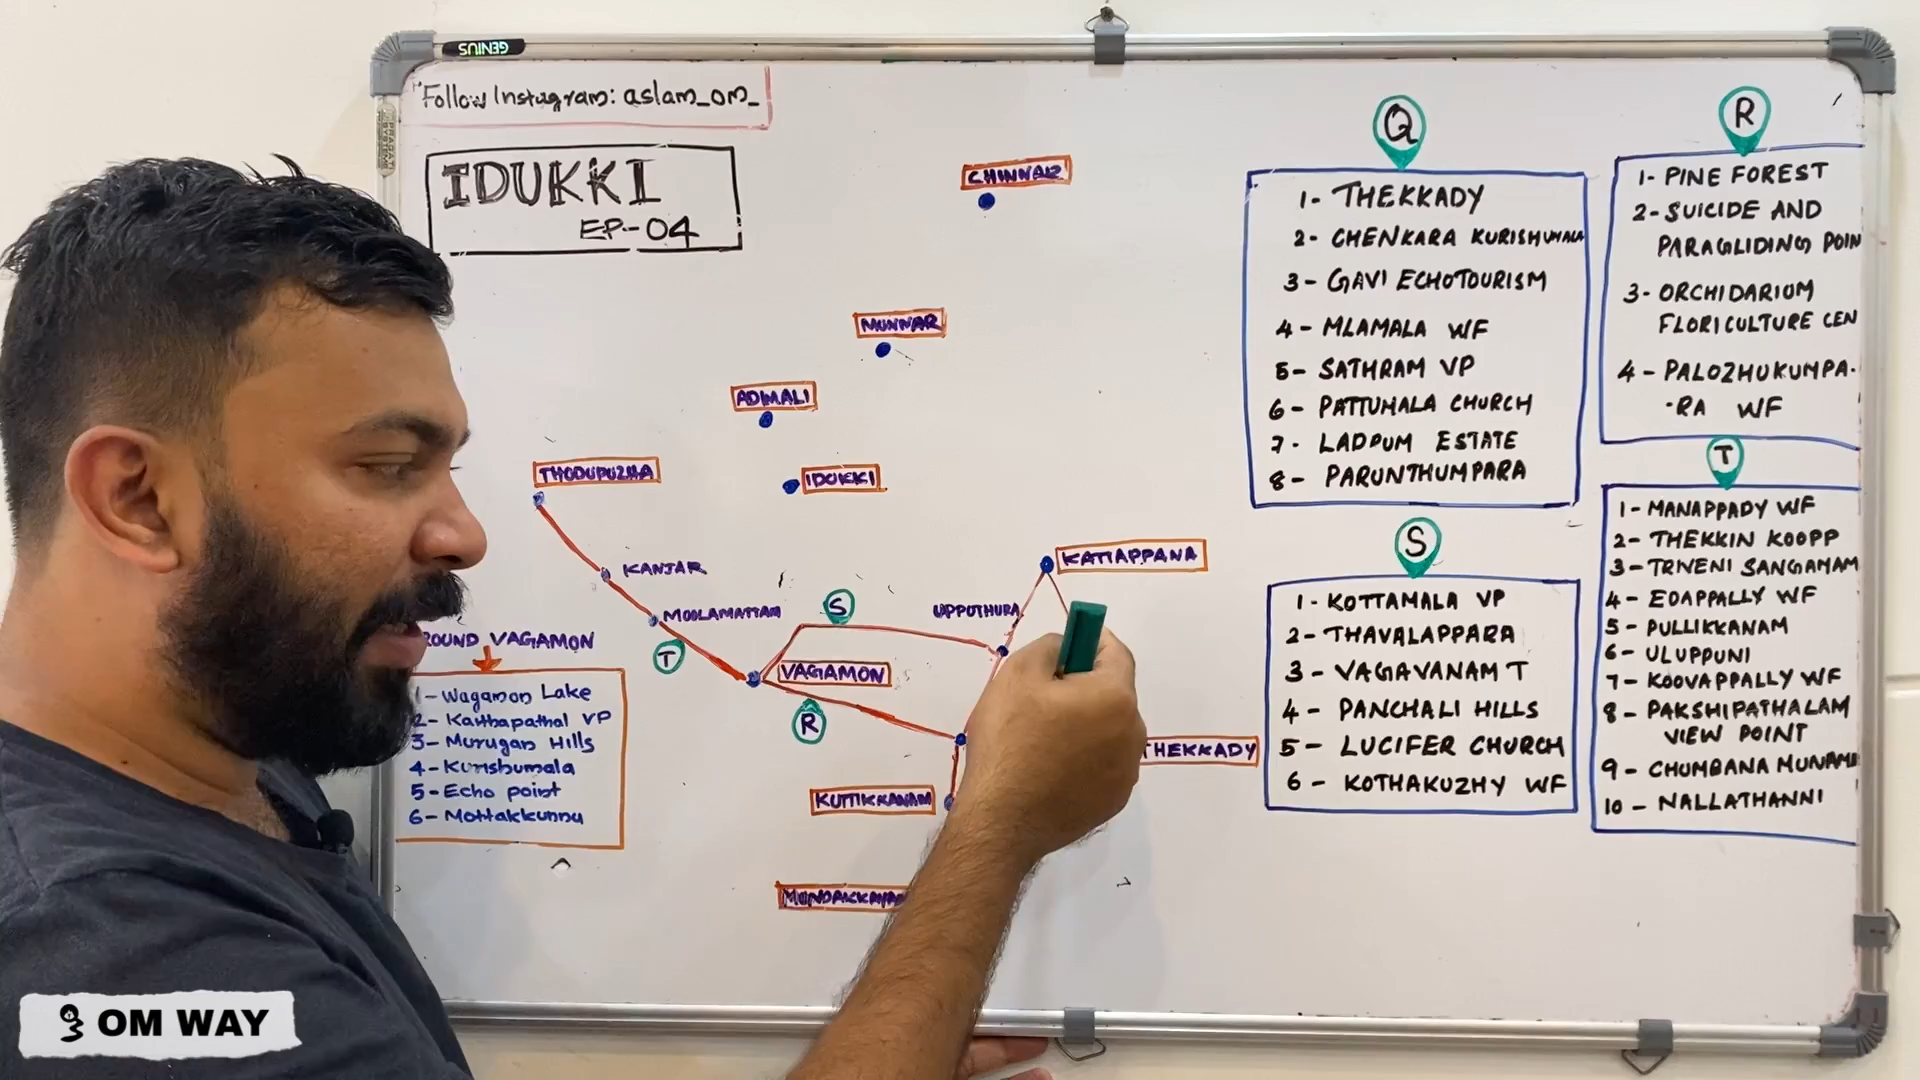 GENIUS
Follow Instagram: aslam_om_
IDUKKI
EP-04
CHINNAR
MUNNAR
ADIMALI
IDUKKI
THODUPUZHA
KANJAR
MOOLAMATTAM
T
S
UPPUTHURA
KATTAPPANA
VAGAMON
R
THEKKADY
KUTTIKKANAM
MUNDAKKAYAM
ROUND VAGAMON
1- Wagamon Lake
2- Karthapathal VP
3- Murugan Hills
4- Kurishumala
5- Echo point
6- Mottakkunnu
Q
1- THEKKADY
2- CHENKARA KURISHUMALA
3- GAVI ECHOTOURISM
4- MLAMALA WF
5- SATHRAM VP
6- PATTUMALA CHURCH
7- LADPUM ESTATE
8- PARUNTHUMPARA
S
1- KOTTAMALA VP
2- THAVALAPPARA
3- VAGAVANAM T
4- PANCHALI HILLS
5- LUCIFER CHURCH
6- KOTHAKUZHY WF
R
1- PINE FOREST
2- SUICIDE AND
PARAGLIDING POIN
3- ORCHIDARIUM
FLORICULTURE CEN
4- PALOZHUKUMPA-
-RA WF
T
1- MANAPPADY WF
2- THEKKIN KOOPP
3- TRIVENI SANGAMAM
4- EDAPPALLY WF
5- PULLIKKANAM
6- ULUPPUNI
7- KOOVAPPALLY WF
8- PAKSHIPATHALAM
VIEW POINT
9- CHUMBANA MUNAMB
10- NALLATHANNI
OM WAY